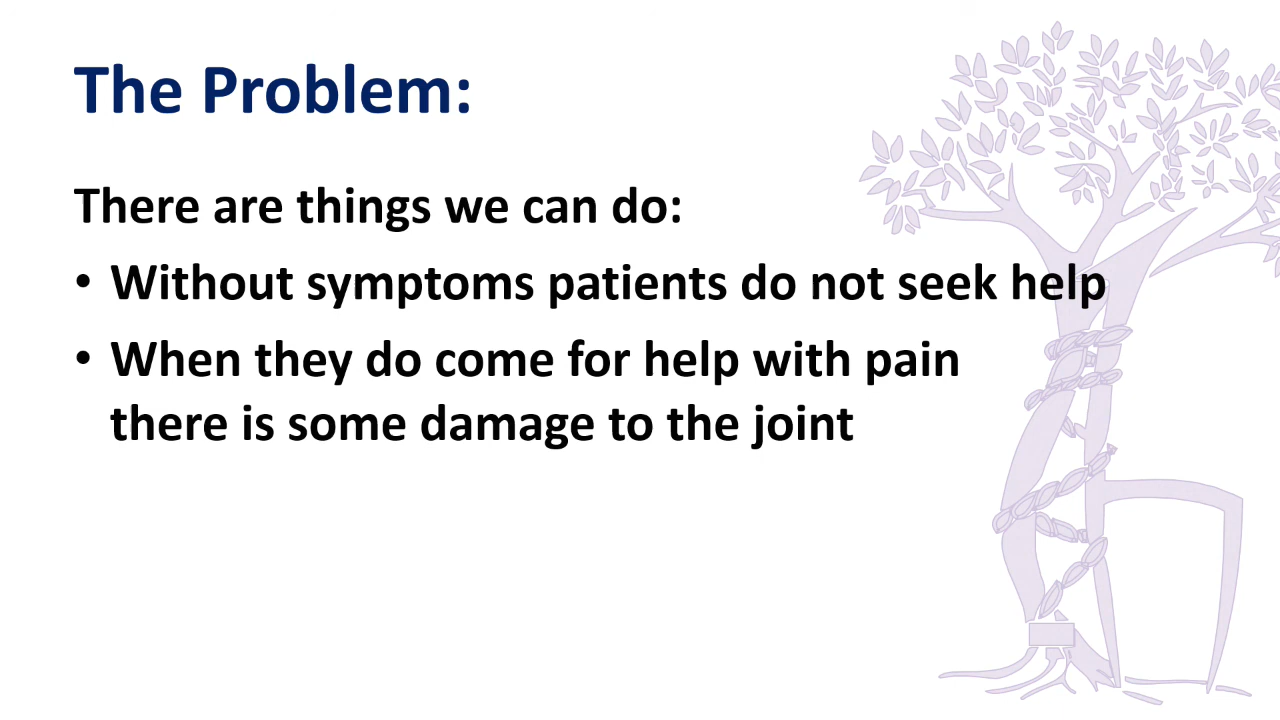 The Problem:
There are things we can do:
• Without symptoms patients do not seek help
• When they do come for help with pain
there is some damage to the joint